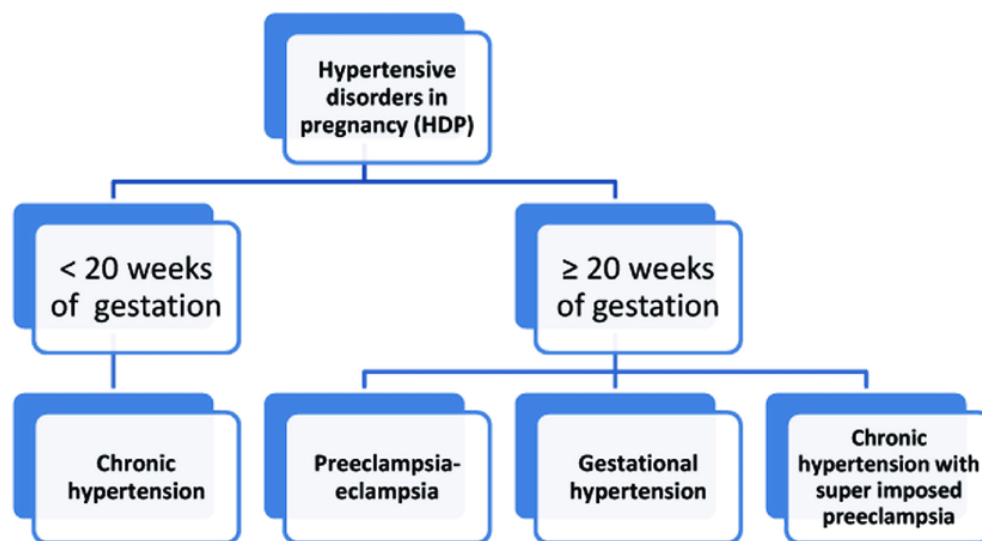 Hypertensive
disorders in
pregnancy (HDP)
< 20 weeks
of gestation
≥ 20 weeks
of gestation
Chronic
hypertension
Preeclampsia-
eclampsia
Gestational
hypertension
Chronic
hypertension with
super imposed
preeclampsia